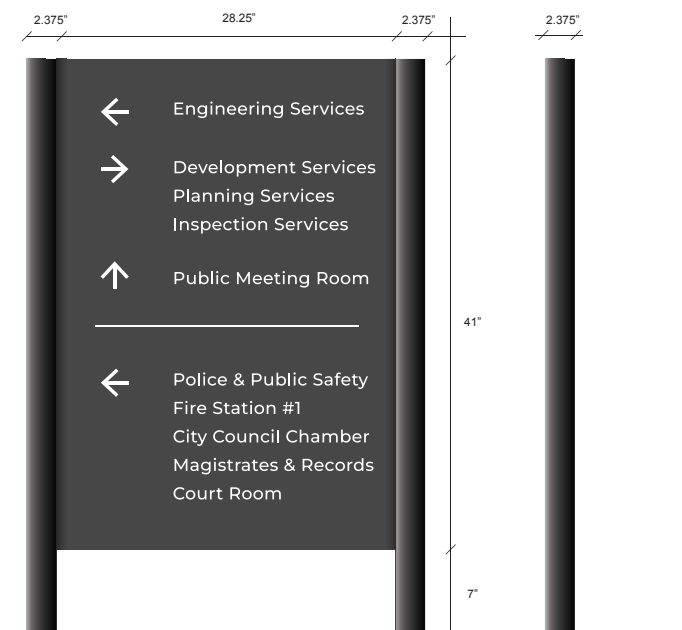 2.375" 28.25" 2.375" 2.375"
Engineering Services
Development Services
Planning Services
Inspection Services
Public Meeting Room
41"
Police & Public Safety
Fire Station #1
City Council Chamber
Magistrates & Records
Court Room
7"